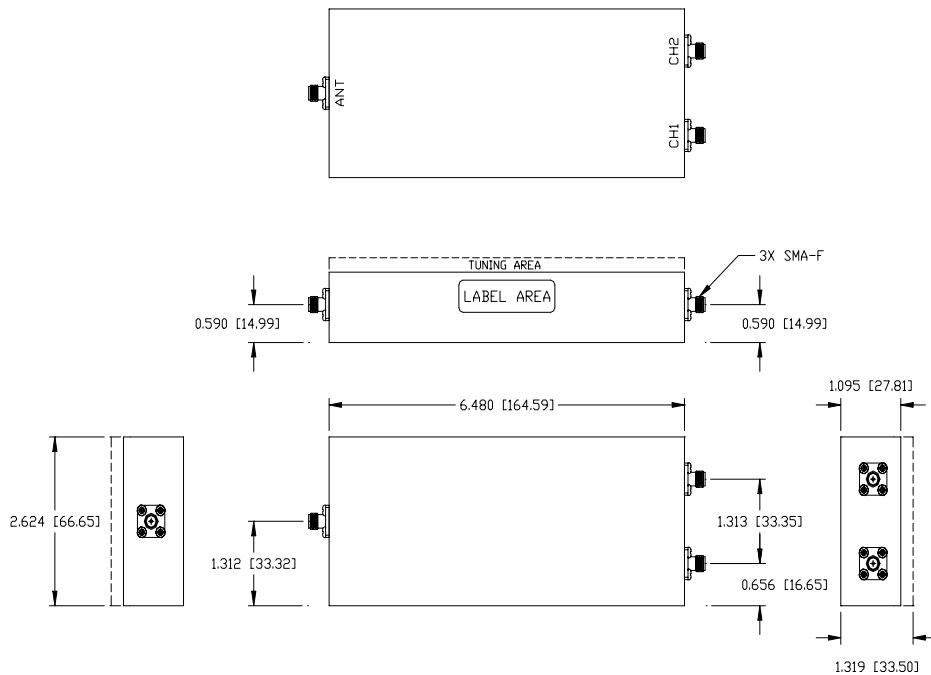 CH2
ANT
CH1
3X SMA-F
TUNING AREA
LABEL AREA
0.590 [14.99]
0.590 [14.99]
1.095 [27.81]
6.480 [164.59]
2.624 [66.65]
1.313 [33.35]
1.312 [33.32]
0.656 [16.65]
1.319 [33.50]